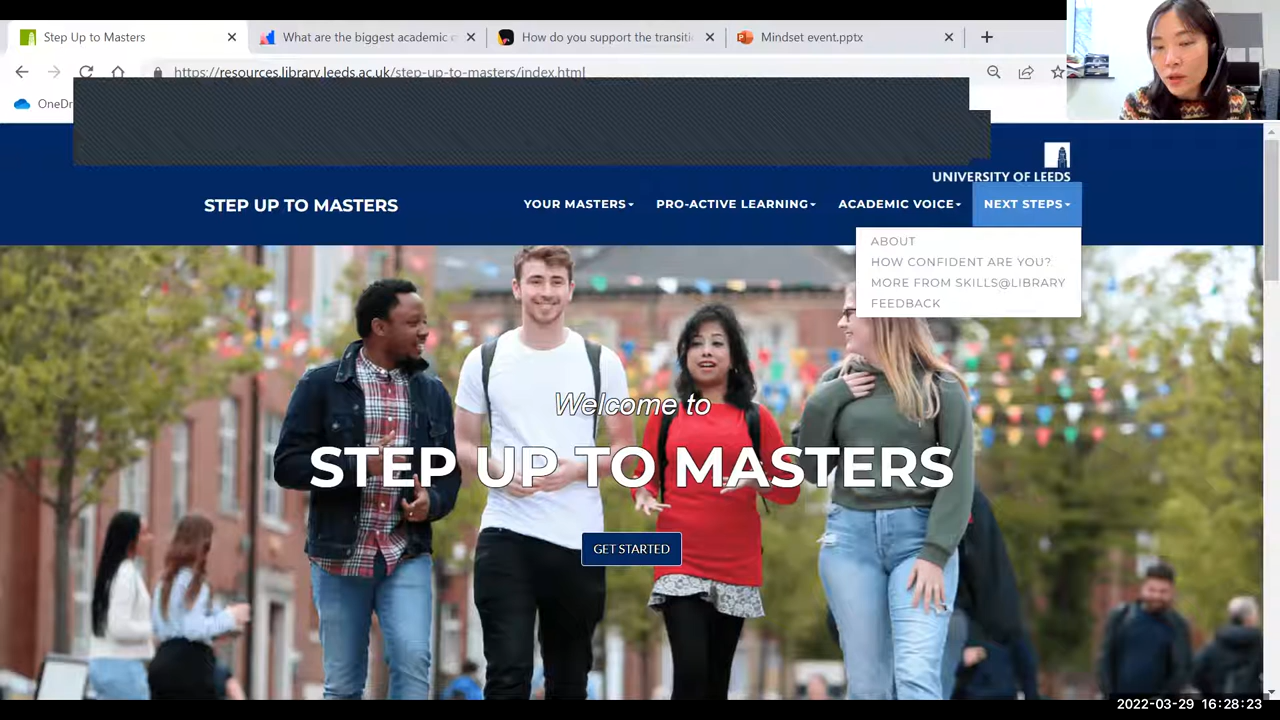 Step Up to Masters
What are the biggest academic c
How do you support the transiti
Mindset event.pptx
https://resources.library.leeds.ac.uk/step-up-to-masters/index.html
OneDr
UNIVERSITY OF LEEDS
STEP UP TO MASTERS
YOUR MASTERS
PRO-ACTIVE LEARNING
ACADEMIC VOICE
NEXT STEPS
ABOUT
HOW CONFIDENT ARE YOU?
MORE FROM SKILLS@LIBRARY
FEEDBACK
Welcome to
STEP UP TO MASTERS
GET STARTED
2022-03-29 16:28:23